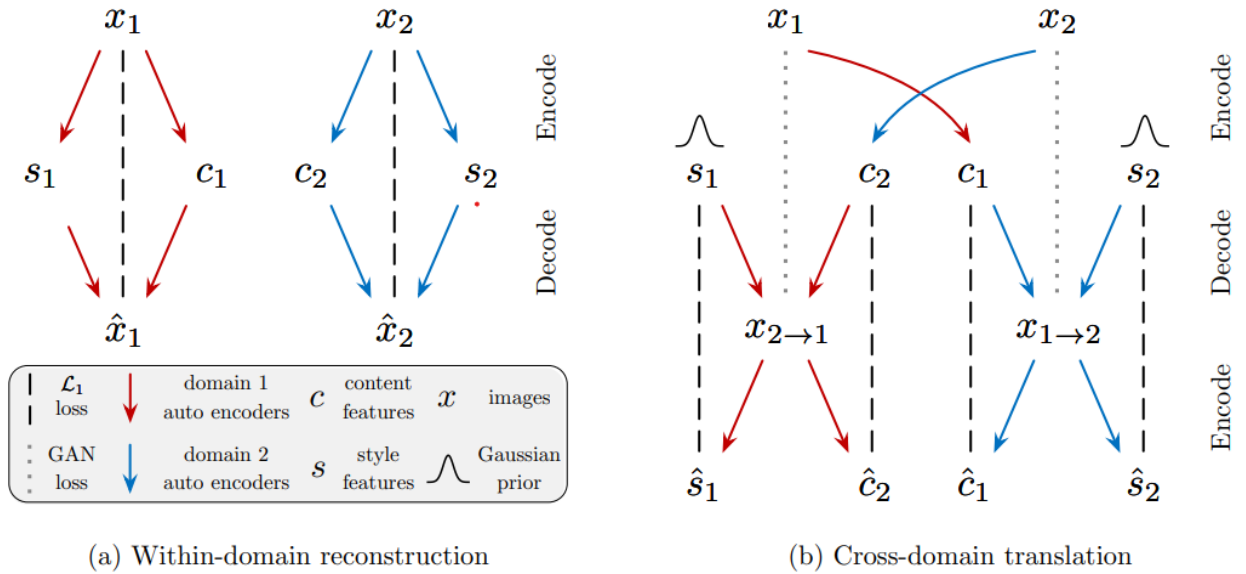 x₁ x₂
Encode
s₁ c₁ c₂ s₂
Decode
x̂₁ x̂₂
ℒ₁ loss
domain 1 auto encoders
c content features
x images
GAN loss
domain 2 auto encoders
s style features
Gaussian prior
(a) Within-domain reconstruction
x₁ x₂
Encode
s₁ c₂ c₁ s₂
Decode
x₂→₁ x₁→₂
Encode
ŝ₁ ĉ₂ ĉ₁ ŝ₂
(b) Cross-domain translation